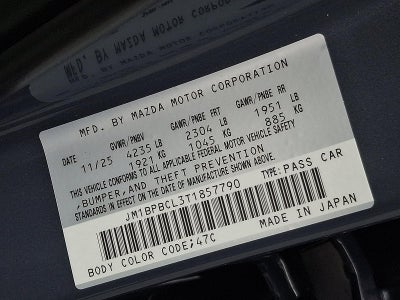 MFD. BY MAZDA MOTOR CORPORATION
DATE GVWR/PNBV GAWR/PNBE FRT GAWR/PNBE RR
11/25 4235 LB 2304 LB 1951 LB
1921 KG 1045 KG 885 KG
THIS VEHICLE CONFORMS TO ALL APPLICABLE FEDERAL MOTOR VEHICLE SAFETY
,BUMPER,AND THEFT PREVENTION
STANDARDS IN EFFECT ON THE DATE OF MANUFACTURE SHOWN ABOVE.
JM1BPBCL3T1857790 TYPE:PASS CAR
BODY COLOR CODE;47C MADE IN JAPAN